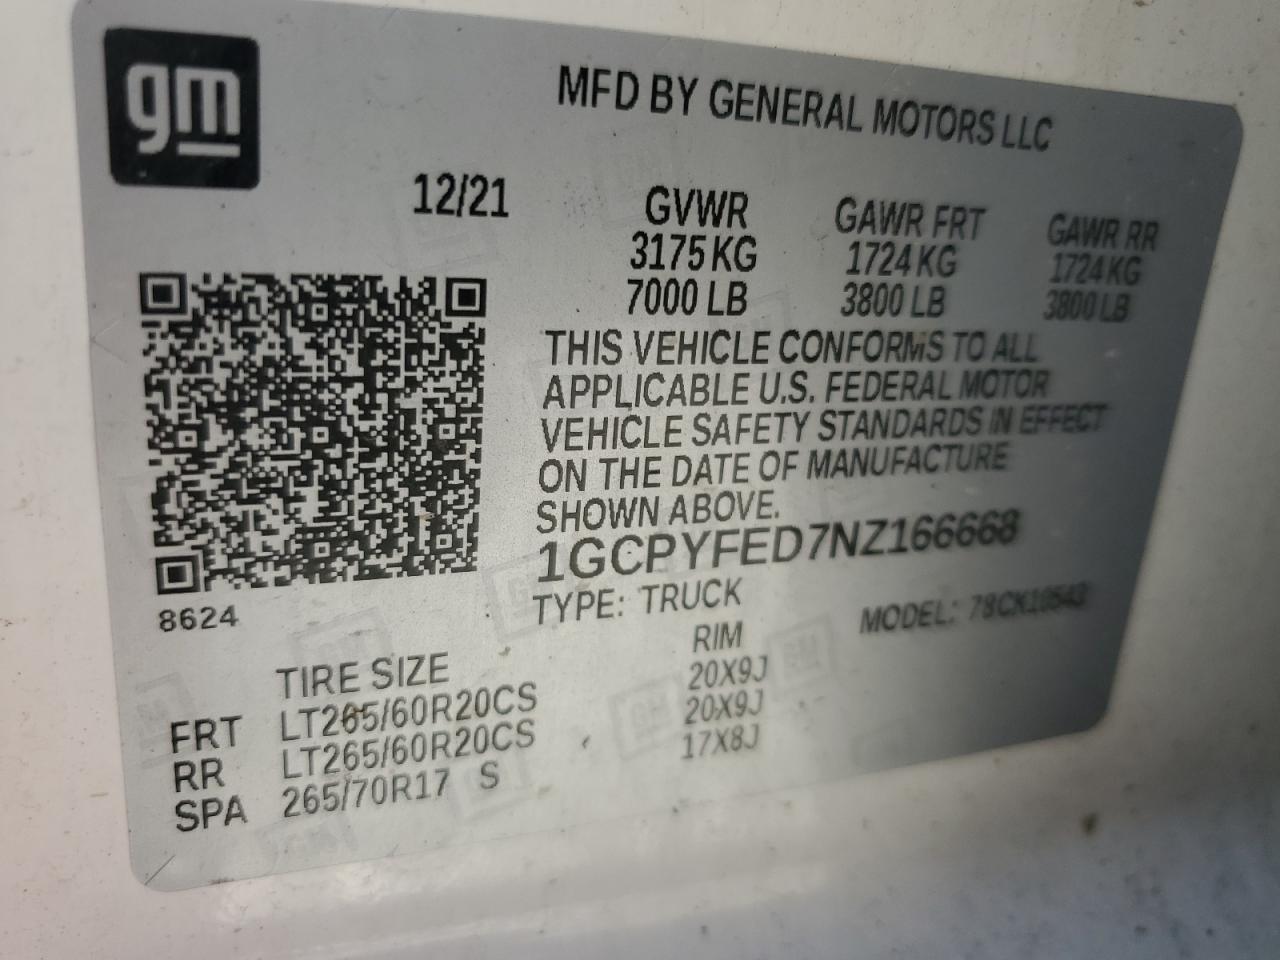 gm
MFD BY GENERAL MOTORS LLC
12/21
GVWR GAWR FRT GAWR RR
3175 KG 1724 KG 1724 KG
7000 LB 3800 LB 3800 LB
THIS VEHICLE CONFORMS TO ALL
APPLICABLE U.S. FEDERAL MOTOR
VEHICLE SAFETY STANDARDS IN EFFECT
ON THE DATE OF MANUFACTURE
SHOWN ABOVE.
1GCPYFED7NZ166668
8624
TYPE: TRUCK MODEL: 78CK10543
TIRE SIZE RIM
FRT LT265/60R20CS 20X9J
RR LT265/60R20CS 20X9J
SPA 265/70R17 S 17X8J